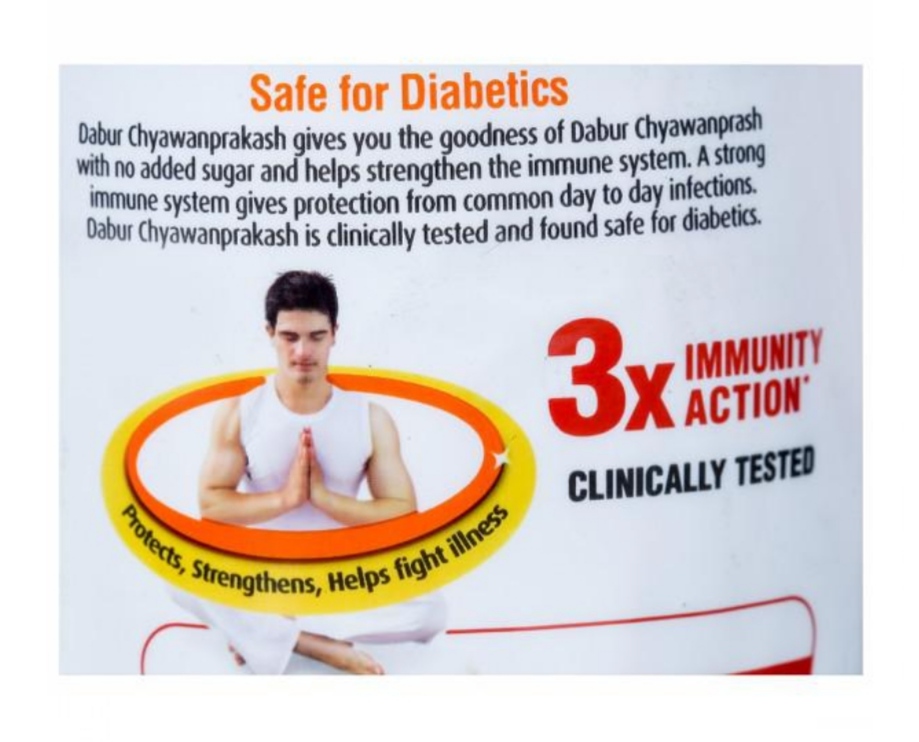 Safe for Diabetics
Dabur Chyawanprakash gives you the goodness of Dabur Chyawanprash
with no added sugar and helps strengthen the immune system. A strong
immune system gives protection from common day to day infections.
Dabur Chyawanprakash is clinically tested and found safe for diabetics.
3x IMMUNITY
ACTION*
CLINICALLY TESTED
Protects, Strengthens, Helps fight illness